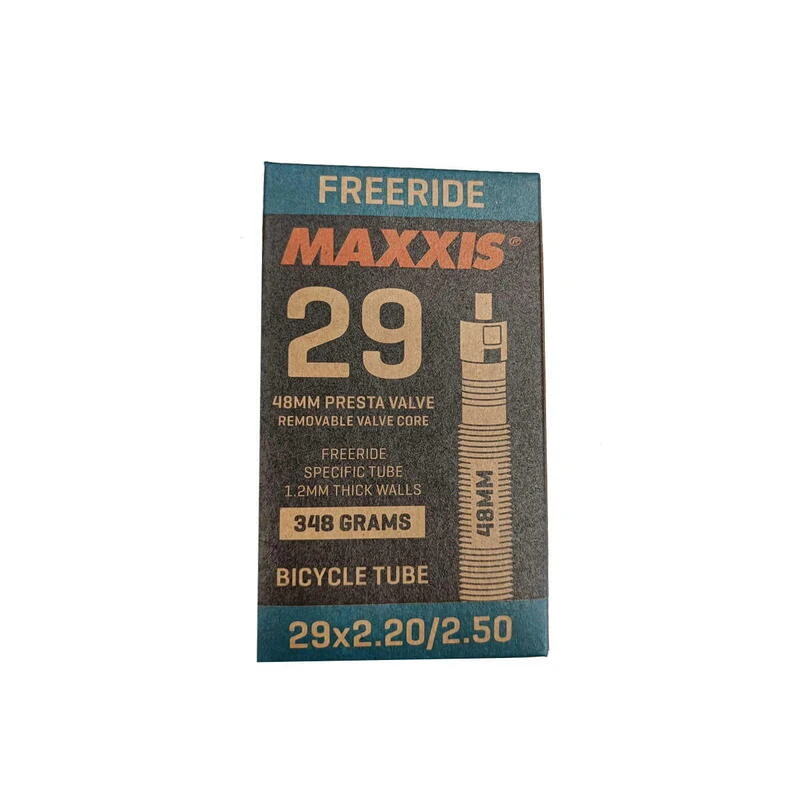 FREERIDE
MAXXIS®
29
48MM PRESTA VALVE
REMOVABLE VALVE CORE
FREERIDE
SPECIFIC TUBE
1.2MM THICK WALLS
348 GRAMS
BICYCLE TUBE
48MM
29x2.20/2.50